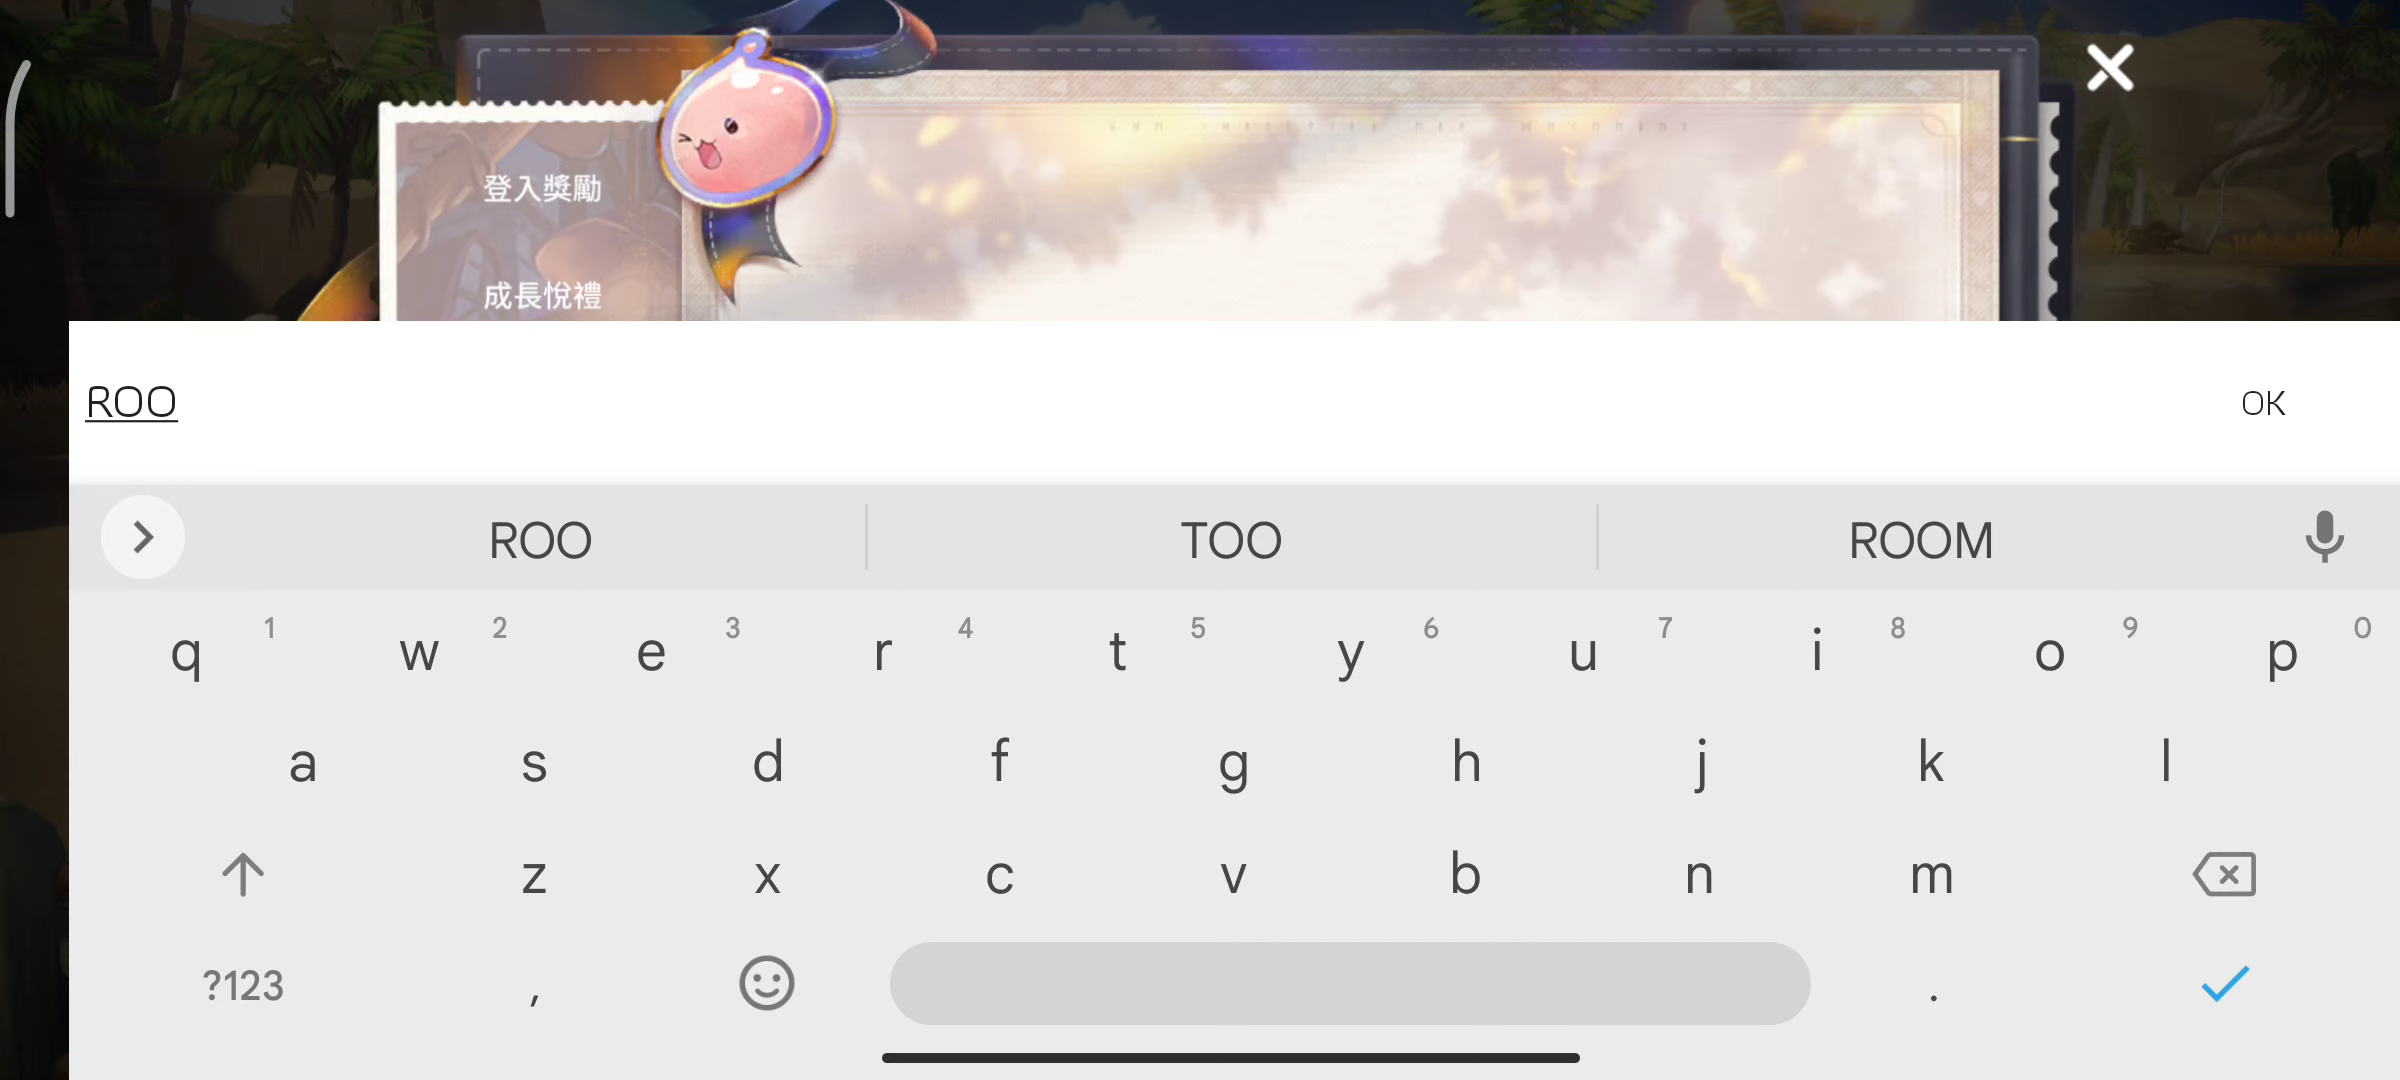 登入獎勵
成長悅禮
ROO
OK
ROO
TOO
ROOM
q 1 w 2 e 3 r 4 t 5 y 6 u 7 i 8 o 9 p 0
a s d f g h j k l
z x c v b n m
?123 , .